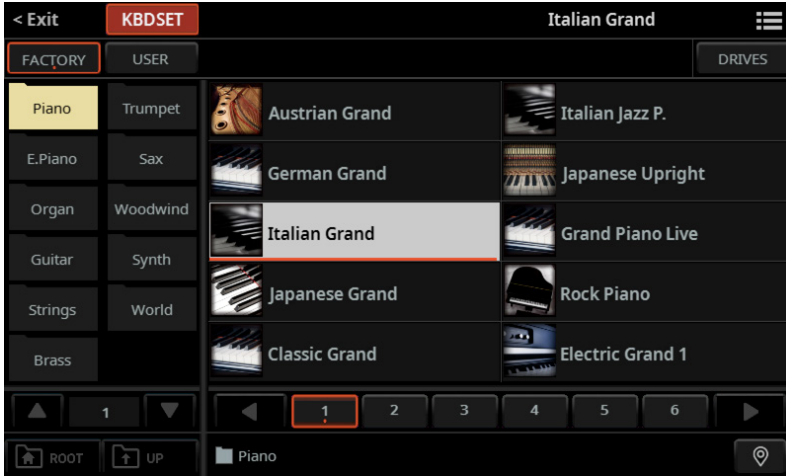 < Exit KBDSET Italian Grand
FACTORY USER DRIVES
Piano Trumpet Austrian Grand Italian Jazz P.
E.Piano Sax German Grand Japanese Upright
Organ Woodwind Italian Grand Grand Piano Live
Guitar Synth Japanese Grand Rock Piano
Strings World Classic Grand Electric Grand 1
Brass
1 1 2 3 4 5 6
ROOT UP Piano